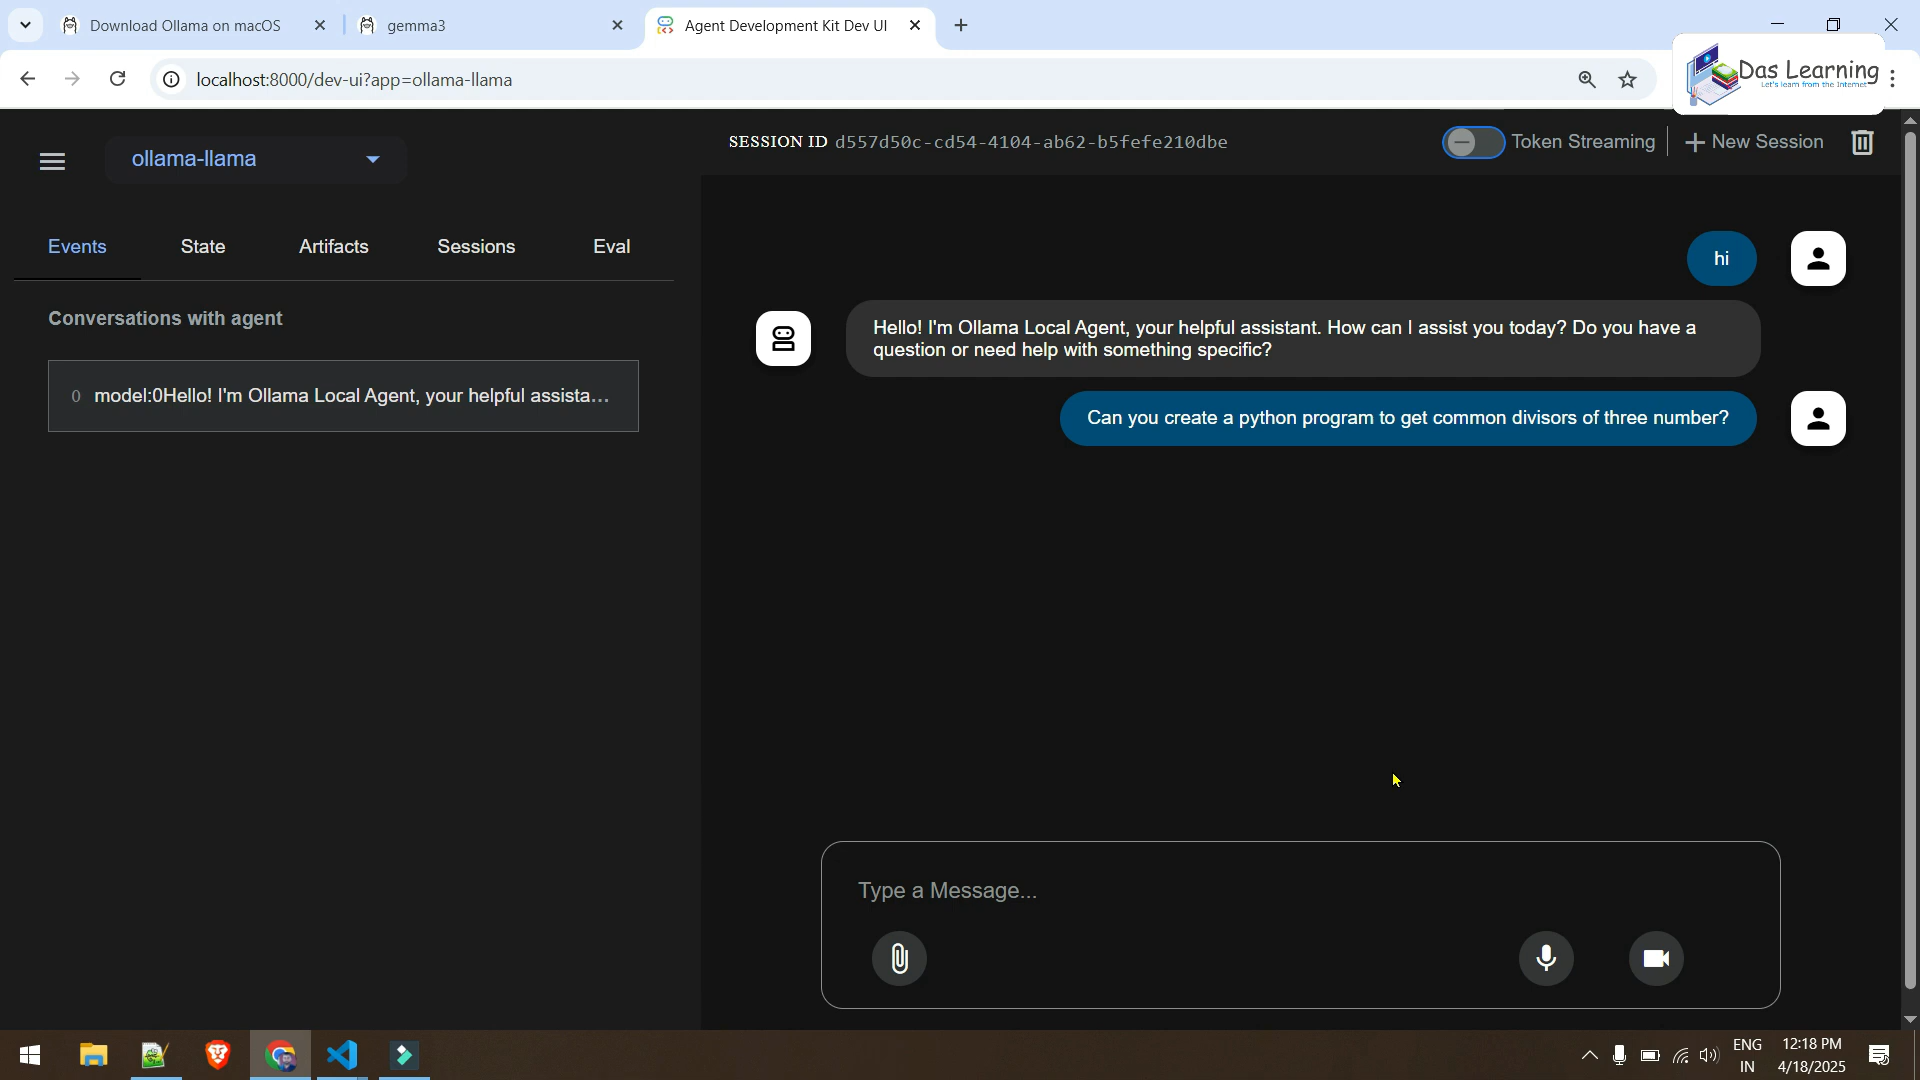 Download Ollama on macOS
gemma3
Agent Development Kit Dev UI
localhost:8000/dev-ui?app=ollama-llama
Das Learning
Let's learn from the Internet
ollama-llama
SESSION ID d557d50c-cd54-4104-ab62-b5fefe210dbe
Token Streaming
New Session
Events State Artifacts Sessions Eval
Conversations with agent
0 model:0Hello! I'm Ollama Local Agent, your helpful assista...
hi
Hello! I'm Ollama Local Agent, your helpful assistant. How can I assist you today? Do you have a
question or need help with something specific?
Can you create a python program to get common divisors of three number?
Type a Message...
ENG
IN
12:18 PM
4/18/2025